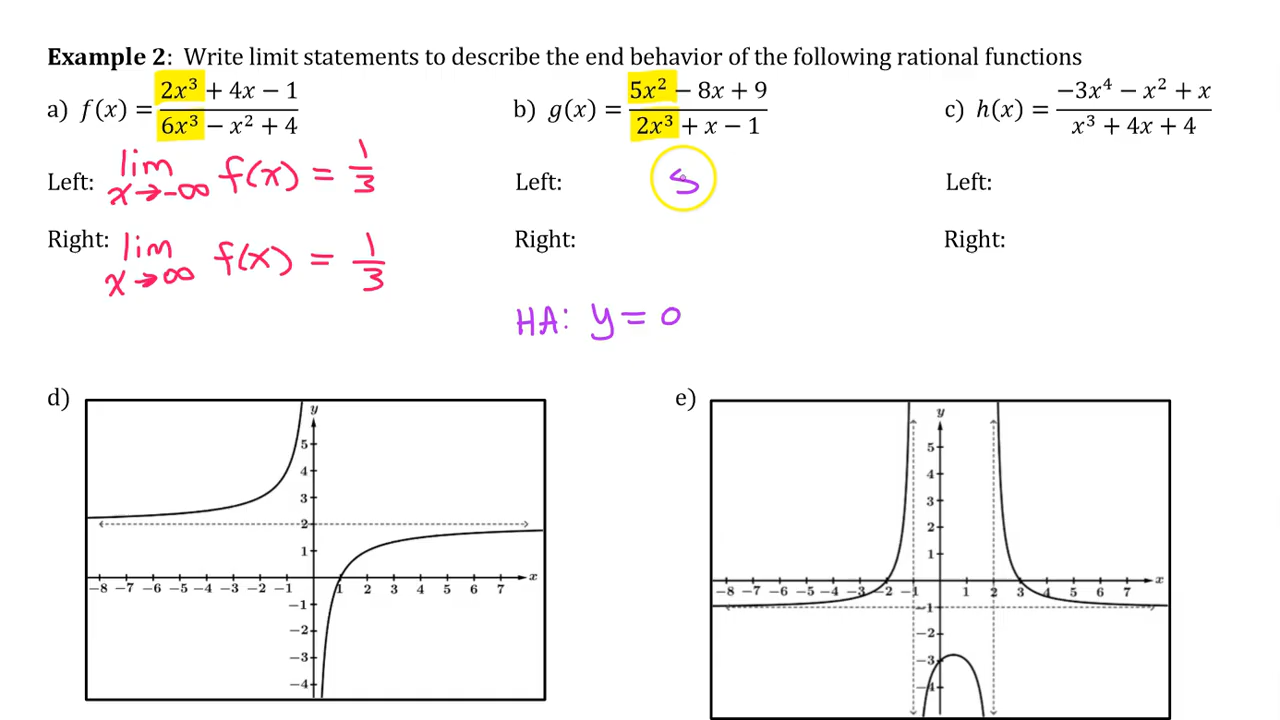 Example 2: Write limit statements to describe the end behavior of the following rational functions
a) f(x) = (2x³ + 4x − 1)/(6x³ − x² + 4)
b) g(x) = (5x² − 8x + 9)/(2x³ + x − 1)
c) h(x) = (−3x⁴ − x² + x)/(x³ + 4x + 4)
Left: lim x→−∞ f(x) = 1/3
Left: 5
Left:
Right: lim x→∞ f(x) = 1/3
Right:
Right:
HA: y = 0
d)
y
5
4
3
2
1
−8 −7 −6 −5 −4 −3 −2 −1 1 2 3 4 5 6 7 x
−1
−2
−3
−4
e)
y
5
4
3
2
1
−8 −7 −6 −5 −4 −3 −2 −1 1 2 3 4 5 6 7 x
−1
−2
−3
−4